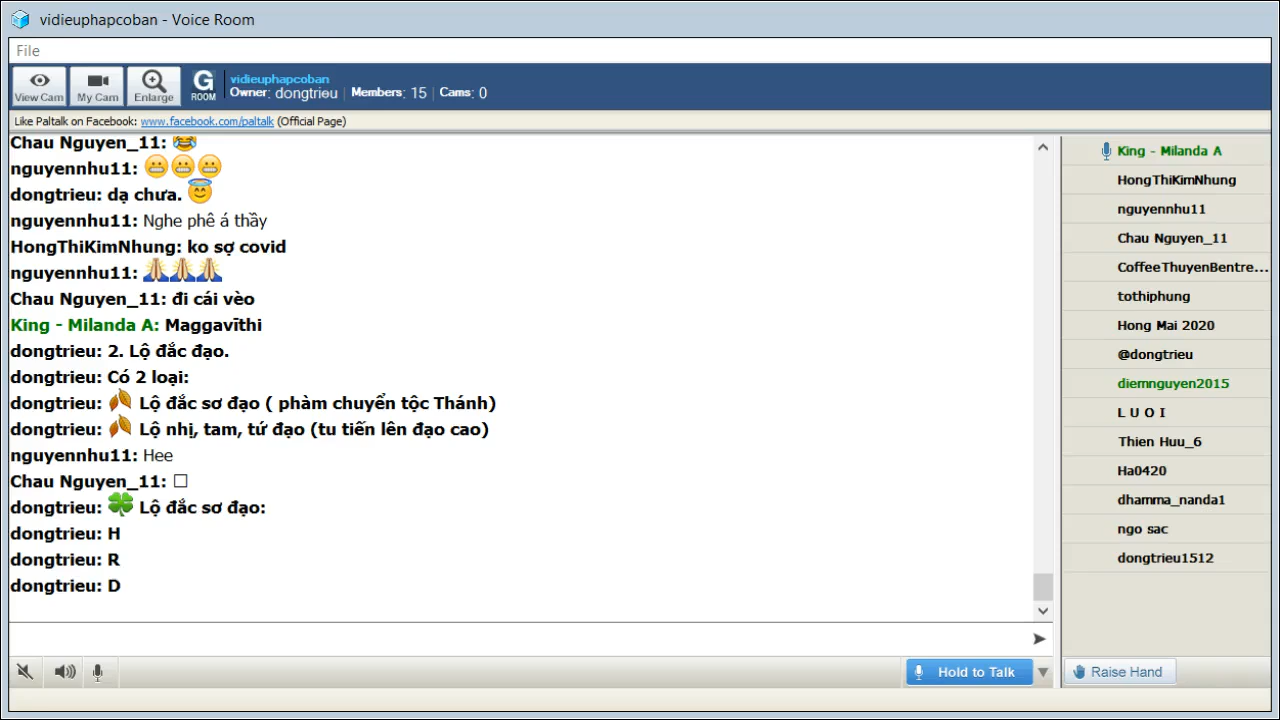 vidieuphapcoban - Voice Room
File
View Cam
My Cam
Enlarge
G ROOM
vidieuphapcoban
Owner: dongtrieu | Members: 15 | Cams: 0
Like Paltalk on Facebook: www.facebook.com/paltalk (Official Page)
Chau Nguyen_11: 😂
nguyennhu11: 😬😬😬
dongtrieu: dạ chưa. 😇
nguyennhu11: Nghe phê á thầy
HongThiKimNhung: ko sợ covid
nguyennhu11: 🙏🙏🙏
Chau Nguyen_11: đi cái vèo
King - Milanda A: Maggavīthi
dongtrieu: 2. Lộ đắc đạo.
dongtrieu: Có 2 loại:
dongtrieu: 🍂 Lộ đắc sơ đạo ( phàm chuyển tộc Thánh)
dongtrieu: 🍂 Lộ nhị, tam, tứ đạo (tu tiến lên đạo cao)
nguyennhu11: Hee
Chau Nguyen_11: □
dongtrieu: 🍀 Lộ đắc sơ đạo:
dongtrieu: H
dongtrieu: R
dongtrieu: D
King - Milanda A
HongThiKimNhung
nguyennhu11
Chau Nguyen_11
CoffeeThuyenBentre...
tothiphung
Hong Mai 2020
@dongtrieu
diemnguyen2015
L U O I
Thien Huu_6
Ha0420
dhamma_nanda1
ngo sac
dongtrieu1512
Hold to Talk
Raise Hand